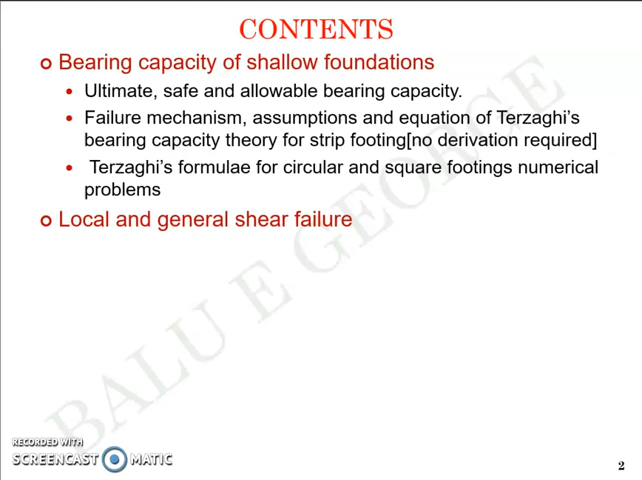 CONTENTS
Bearing capacity of shallow foundations
Ultimate, safe and allowable bearing capacity.
Failure mechanism, assumptions and equation of Terzaghi's
bearing capacity theory for strip footing[no derivation required]
Terzaghi's formulae for circular and square footings numerical
problems
Local and general shear failure
BALU E GEORGE
RECORDED WITH
SCREENCAST MATIC
2